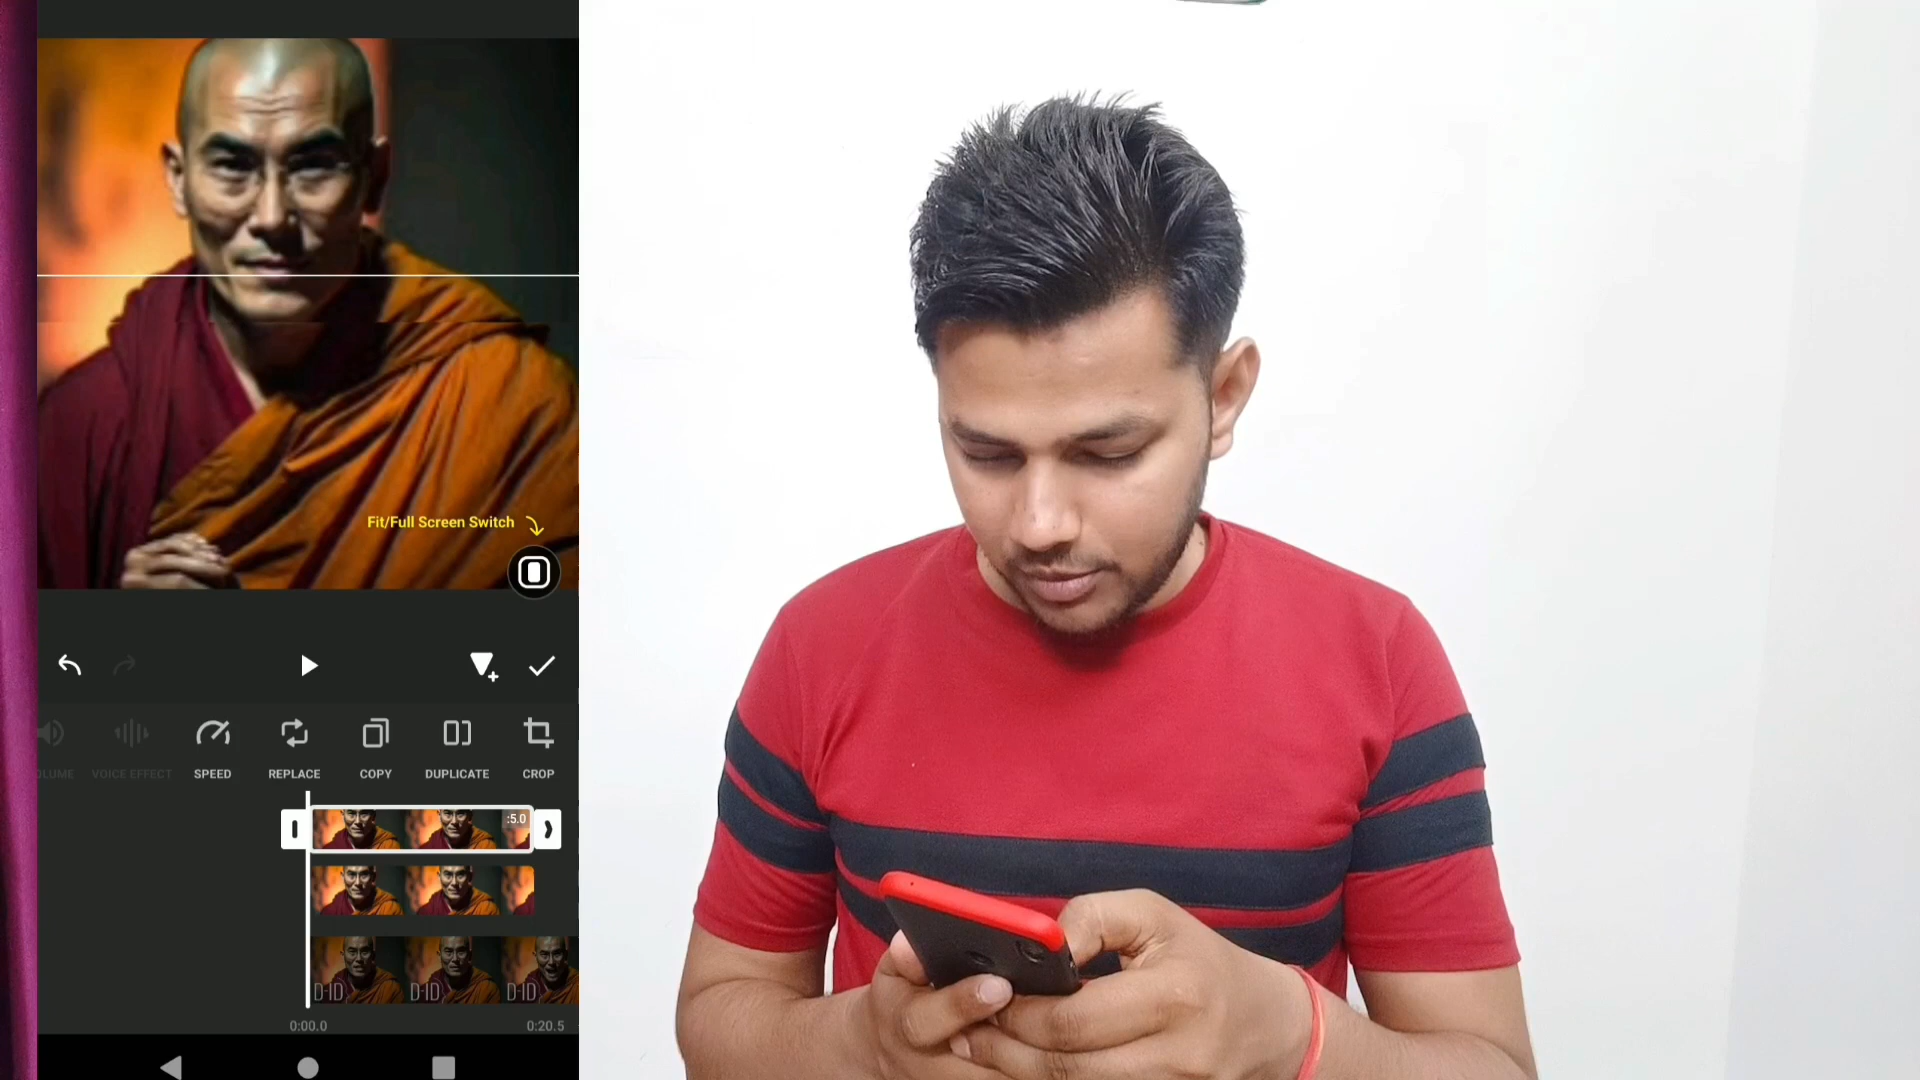 Fit/Full Screen Switch
OLUME VOICE EFFECT SPEED REPLACE COPY DUPLICATE CROP
:5.0
D-ID D-ID D-ID
0:00.0 0:20.5